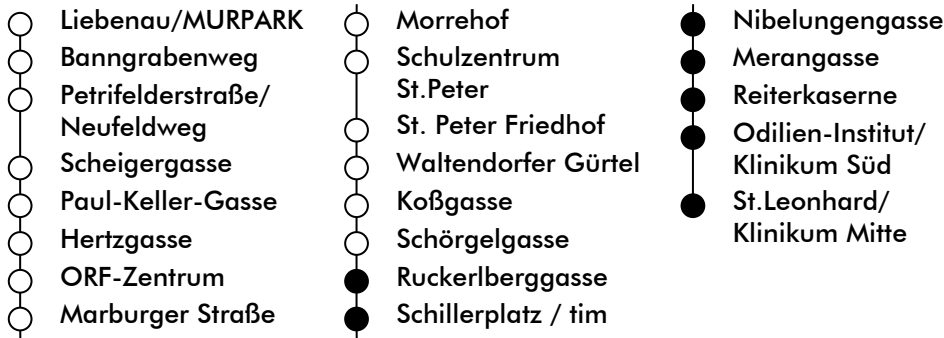 Liebenau/MURPARK
Banngrabenweg
Petrifelderstraße/
Neufeldweg
Scheigergasse
Paul-Keller-Gasse
Hertzgasse
ORF-Zentrum
Marburger Straße
Morrehof
Schulzentrum
St.Peter
St. Peter Friedhof
Waltendorfer Gürtel
Koßgasse
Schörgelgasse
Ruckerlberggasse
Schillerplatz / tim
Nibelungengasse
Merangasse
Reiterkaserne
Odilien-Institut/
Klinikum Süd
St.Leonhard/
Klinikum Mitte